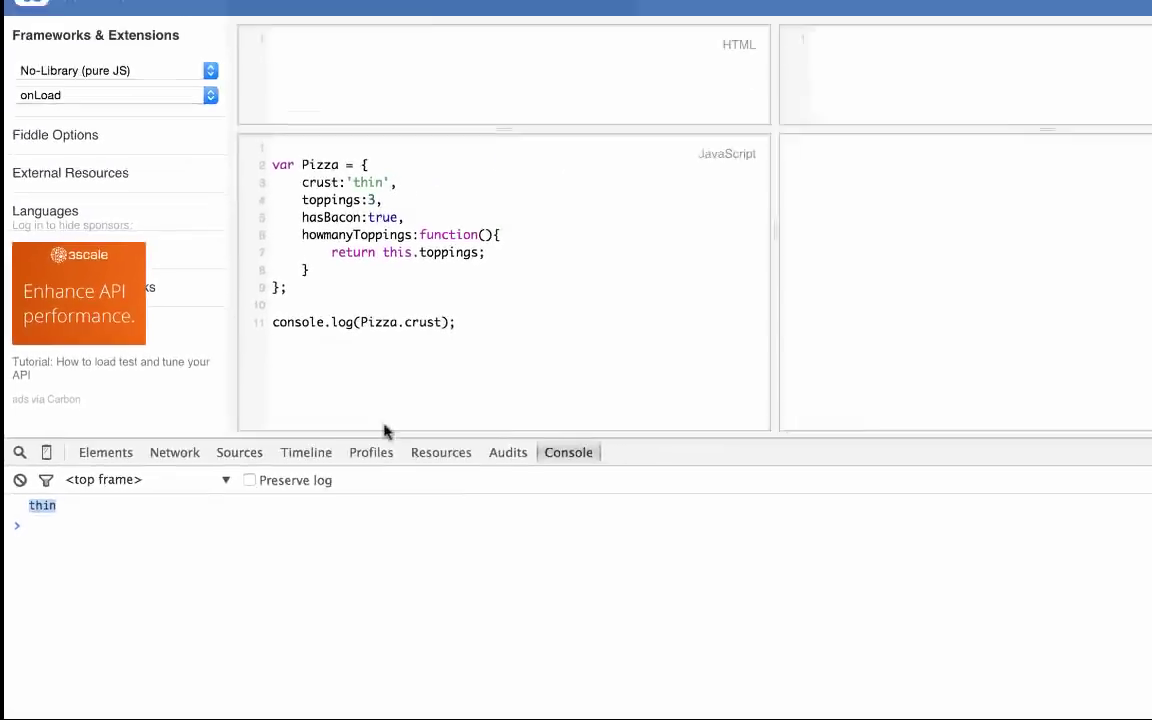 Frameworks & Extensions
No-Library (pure JS)
onLoad
Fiddle Options
External Resources
Languages
Log in to hide sponsors:
3scale
Enhance API
performance.
ks
Tutorial: How to load test and tune your
API
ads via Carbon
1
HTML
1
JavaScript
1
2 var Pizza = {
3 crust:'thin',
4 toppings:3,
5 hasBacon:true,
6 howmanyToppings:function(){
7 return this.toppings;
8 }
9 };
10
11 console.log(Pizza.crust);
Elements Network Sources Timeline Profiles Resources Audits Console
<top frame> ▼ Preserve log
thin
>